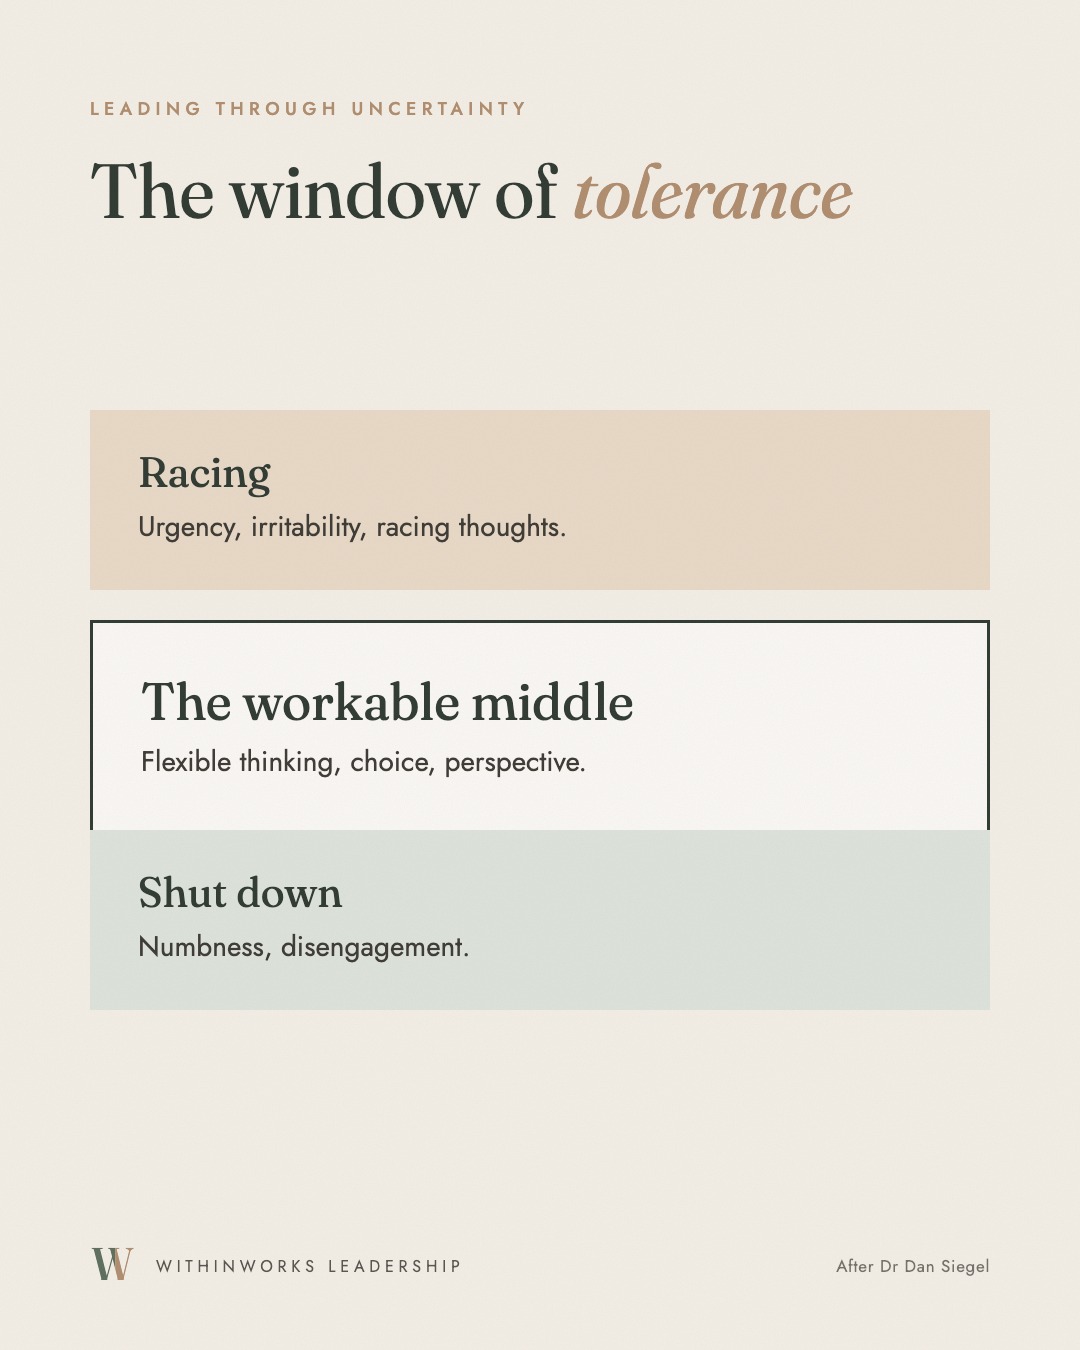 LEADING THROUGH UNCERTAINTY
The window of tolerance
Racing
Urgency, irritability, racing thoughts.
The workable middle
Flexible thinking, choice, perspective.
Shut down
Numbness, disengagement.
W WITHINWORKS LEADERSHIP
After Dr Dan Siegel